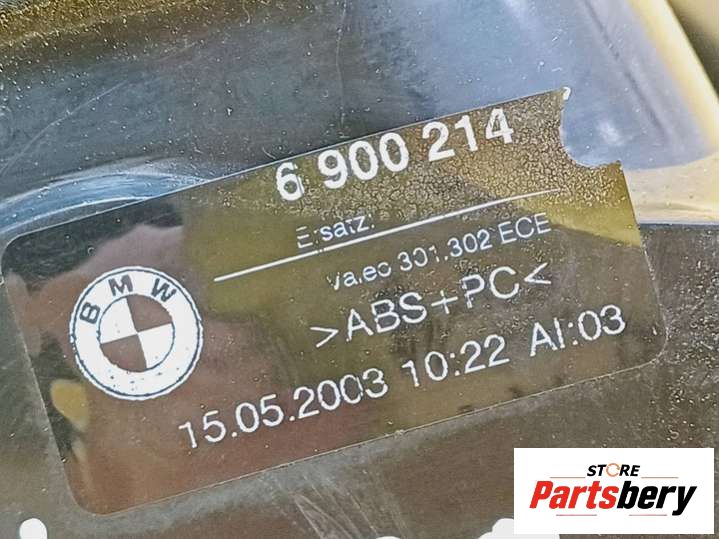 6 900 214
Ersatz:
Va.ec 301.302 ECE
>ABS+PC<
BMW
15.05.2003 10:22 AI:03
STORE
Partsbery